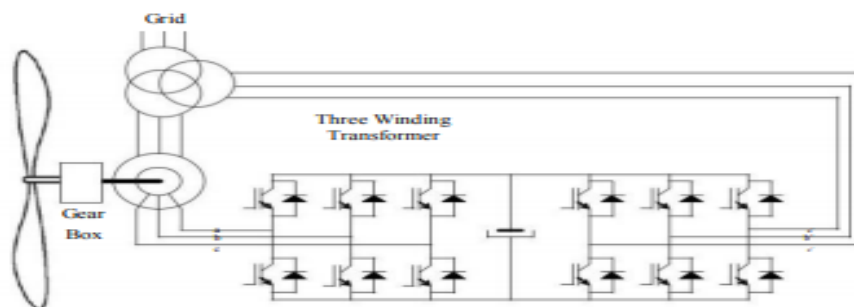 Grid
Three Winding
Transformer
Gear
Box
a
b
c